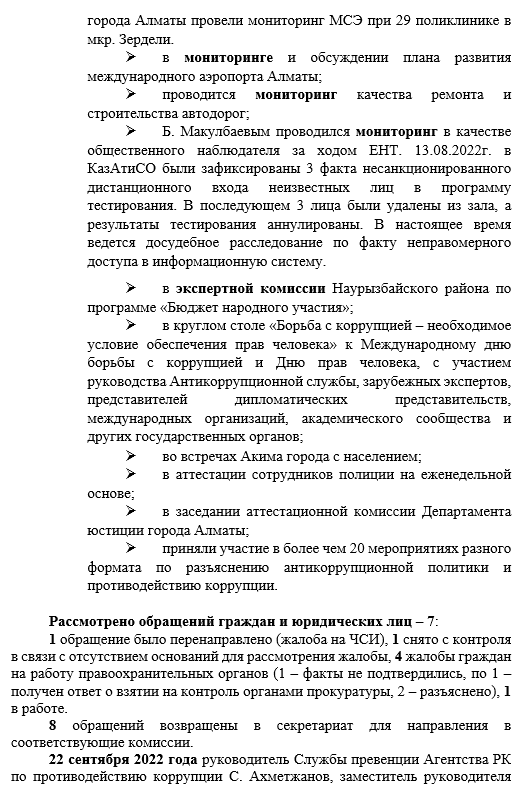 города Алматы провели мониторинг МСЭ при 29 поликлинике в
мкр. Зердели.
➢ в мониторинге и обсуждении плана развития
международного аэропорта Алматы;
➢ проводится мониторинг качества ремонта и
строительства автодорог;
➢ Б. Макулбаевым проводился мониторинг в качестве
общественного наблюдателя за ходом ЕНТ. 13.08.2022г. в
КазАтиСО были зафиксированы 3 факта несанкционированного
дистанционного входа неизвестных лиц в программу
тестирования. В последующем 3 лица были удалены из зала, а
результаты тестирования аннулированы. В настоящее время
ведется досудебное расследование по факту неправомерного
доступа в информационную систему.
➢ в экспертной комиссии Наурызбайского района по
программе «Бюджет народного участия»;
➢ в круглом столе «Борьба с коррупцией – необходимое
условие обеспечения прав человека» к Международному дню
борьбы с коррупцией и Дню прав человека, с участием
руководства Антикоррупционной службы, зарубежных экспертов,
представителей дипломатических представительств,
международных организаций, академического сообщества и
других государственных органов;
➢ во встречах Акима города с населением;
➢ в аттестации сотрудников полиции на еженедельной
основе;
➢ в заседании аттестационной комиссии Департамента
юстиции города Алматы;
➢ приняли участие в более чем 20 мероприятиях разного
формата по разъяснению антикоррупционной политики и
противодействию коррупции.
Рассмотрено обращений граждан и юридических лиц – 7:
1 обращение было перенаправлено (жалоба на ЧСИ), 1 снято с контроля
в связи с отсутствием оснований для рассмотрения жалобы, 4 жалобы граждан
на работу правоохранительных органов (1 – факты не подтвердились, по 1 –
получен ответ о взятии на контроль органами прокуратуры, 2 – разъяснено), 1
в работе.
8 обращений возвращены в секретариат для направления в
соответствующие комиссии.
22 сентября 2022 года руководитель Службы превенции Агентства РК
по противодействию коррупции С. Ахметжанов, заместитель руководителя